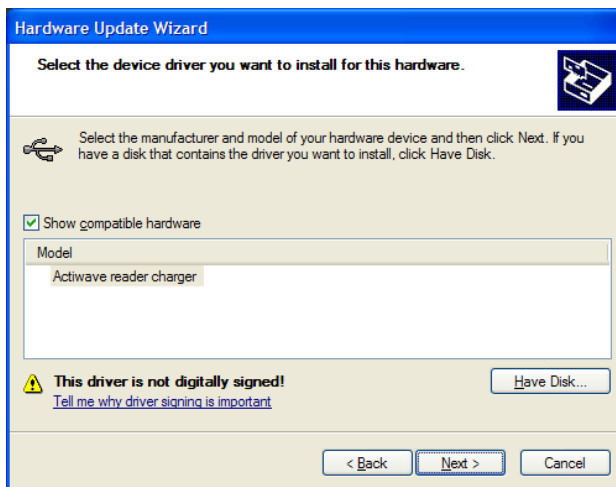 Hardware Update Wizard
Select the device driver you want to install for this hardware.
Select the manufacturer and model of your hardware device and then click Next. If you
have a disk that contains the driver you want to install, click Have Disk.
Show compatible hardware
Model
Actiwave reader charger
This driver is not digitally signed!
Tell me why driver signing is important
Have Disk...
< Back
Next >
Cancel